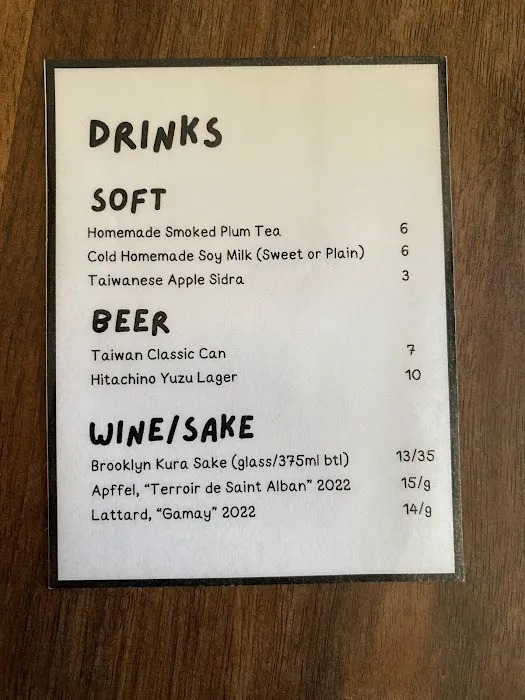 DRINKS
SOFT
Homemade Smoked Plum Tea 6
Cold Homemade Soy Milk (Sweet or Plain) 6
Taiwanese Apple Sidra 3
BEER
Taiwan Classic Can 7
Hitachino Yuzu Lager 10
WINE/SAKE
Brooklyn Kura Sake (glass/375ml btl) 13/35
Apffel, “Terroir de Saint Alban” 2022 15/g
Lattard, “Gamay” 2022 14/g